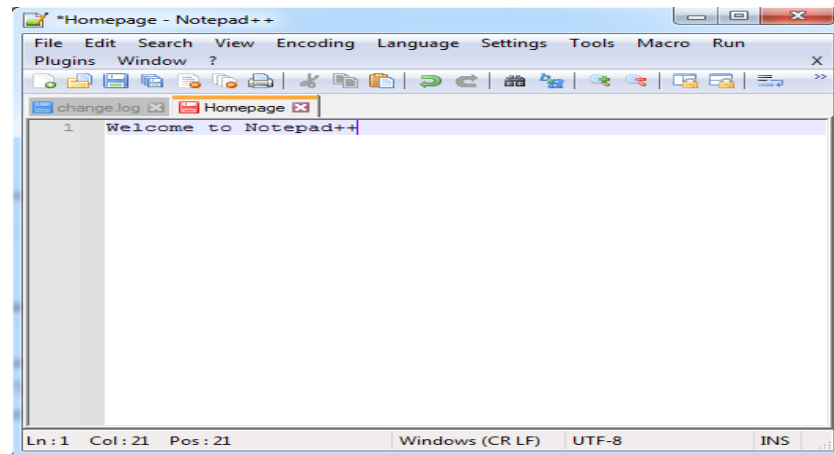 *Homepage - Notepad++
File Edit Search View Encoding Language Settings Tools Macro Run
Plugins Window ? X
change.log Homepage
1 Welcome to Notepad++
Ln : 1 Col : 21 Pos : 21 Windows (CR LF) UTF-8 INS